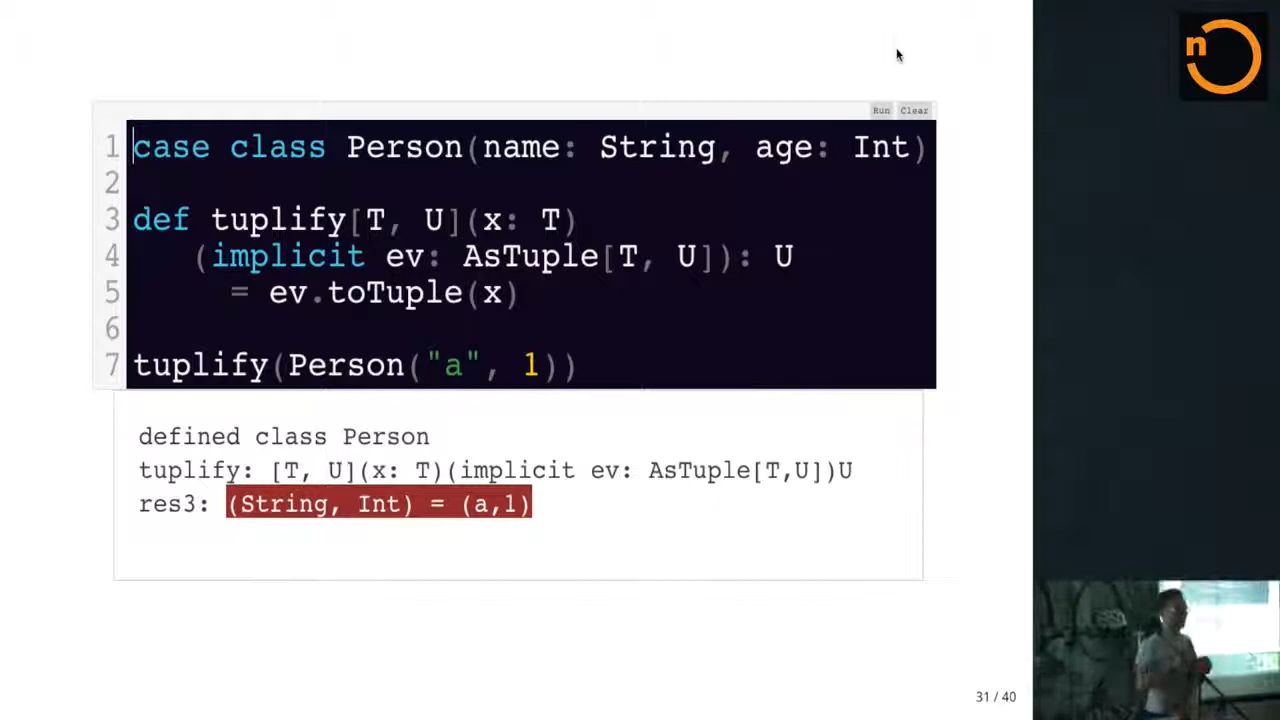 n
Run Clear
1 case class Person(name: String, age: Int)
2
3 def tuplify[T, U](x: T)
4 (implicit ev: AsTuple[T, U]): U
5 = ev.toTuple(x)
6
7 tuplify(Person("a", 1))
defined class Person
tuplify: [T, U](x: T)(implicit ev: AsTuple[T,U])U
res3: (String, Int) = (a,1)
31 / 40